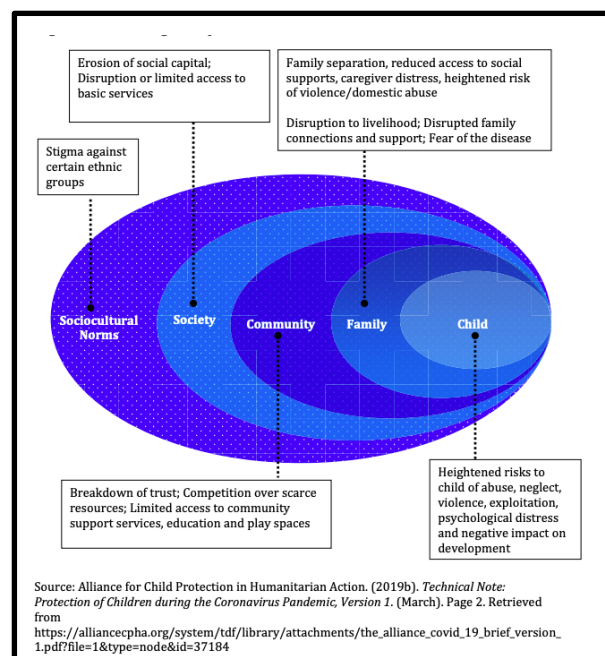 Erosion of social capital;
Disruption or limited access to
basic services
Family separation, reduced access to social
supports, caregiver distress, heightened risk
of violence/domestic abuse
Disruption to livelihood; Disrupted family
connections and support; Fear of the disease
Stigma against
certain ethnic
groups
Sociocultural
Norms
Society
Community
Family
Child
Breakdown of trust; Competition over scarce
resources; Limited access to community
support services, education and play spaces
Heightened risks to
child of abuse, neglect,
violence, exploitation,
psychological distress
and negative impact on
development
Source: Alliance for Child Protection in Humanitarian Action. (2019b). Technical Note:
Protection of Children during the Coronavirus Pandemic, Version 1. (March). Page 2. Retrieved
from
https://alliancecpha.org/system/tdf/library/attachments/the_alliance_covid_19_brief_version_
1.pdf?file=1&type=node&id=37184